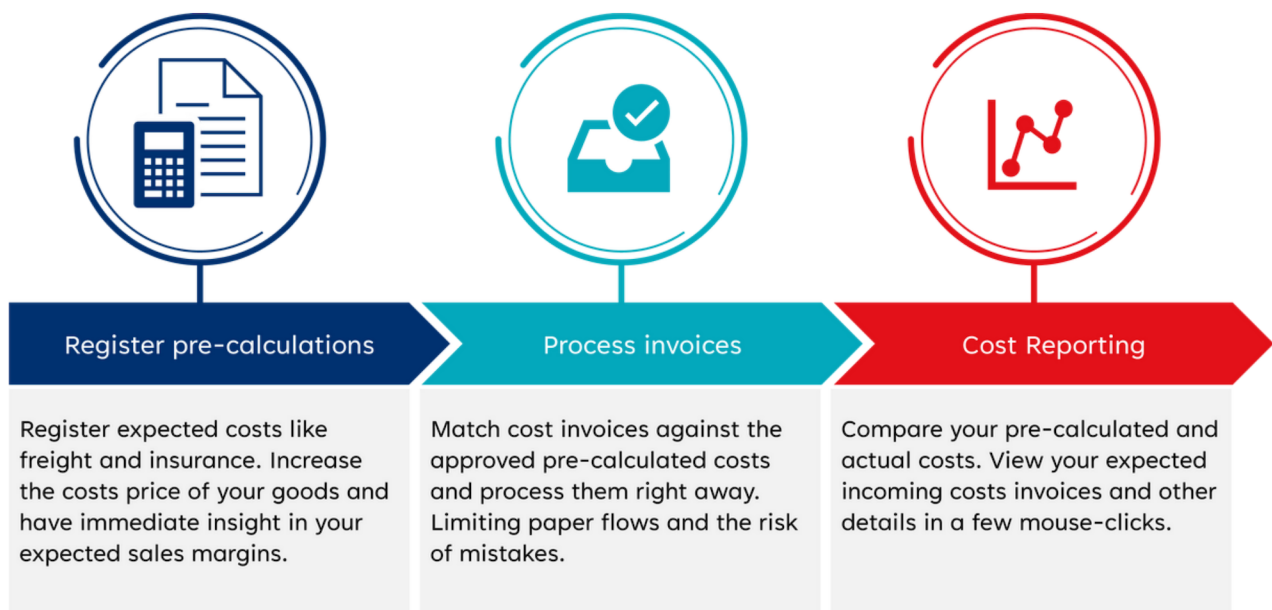 Register pre-calculations
Process invoices
Cost Reporting
Register expected costs like
freight and insurance. Increase
the costs price of your goods and
have immediate insight in your
expected sales margins.
Match cost invoices against the
approved pre-calculated costs
and process them right away.
Limiting paper flows and the risk
of mistakes.
Compare your pre-calculated and
actual costs. View your expected
incoming costs invoices and other
details in a few mouse-clicks.